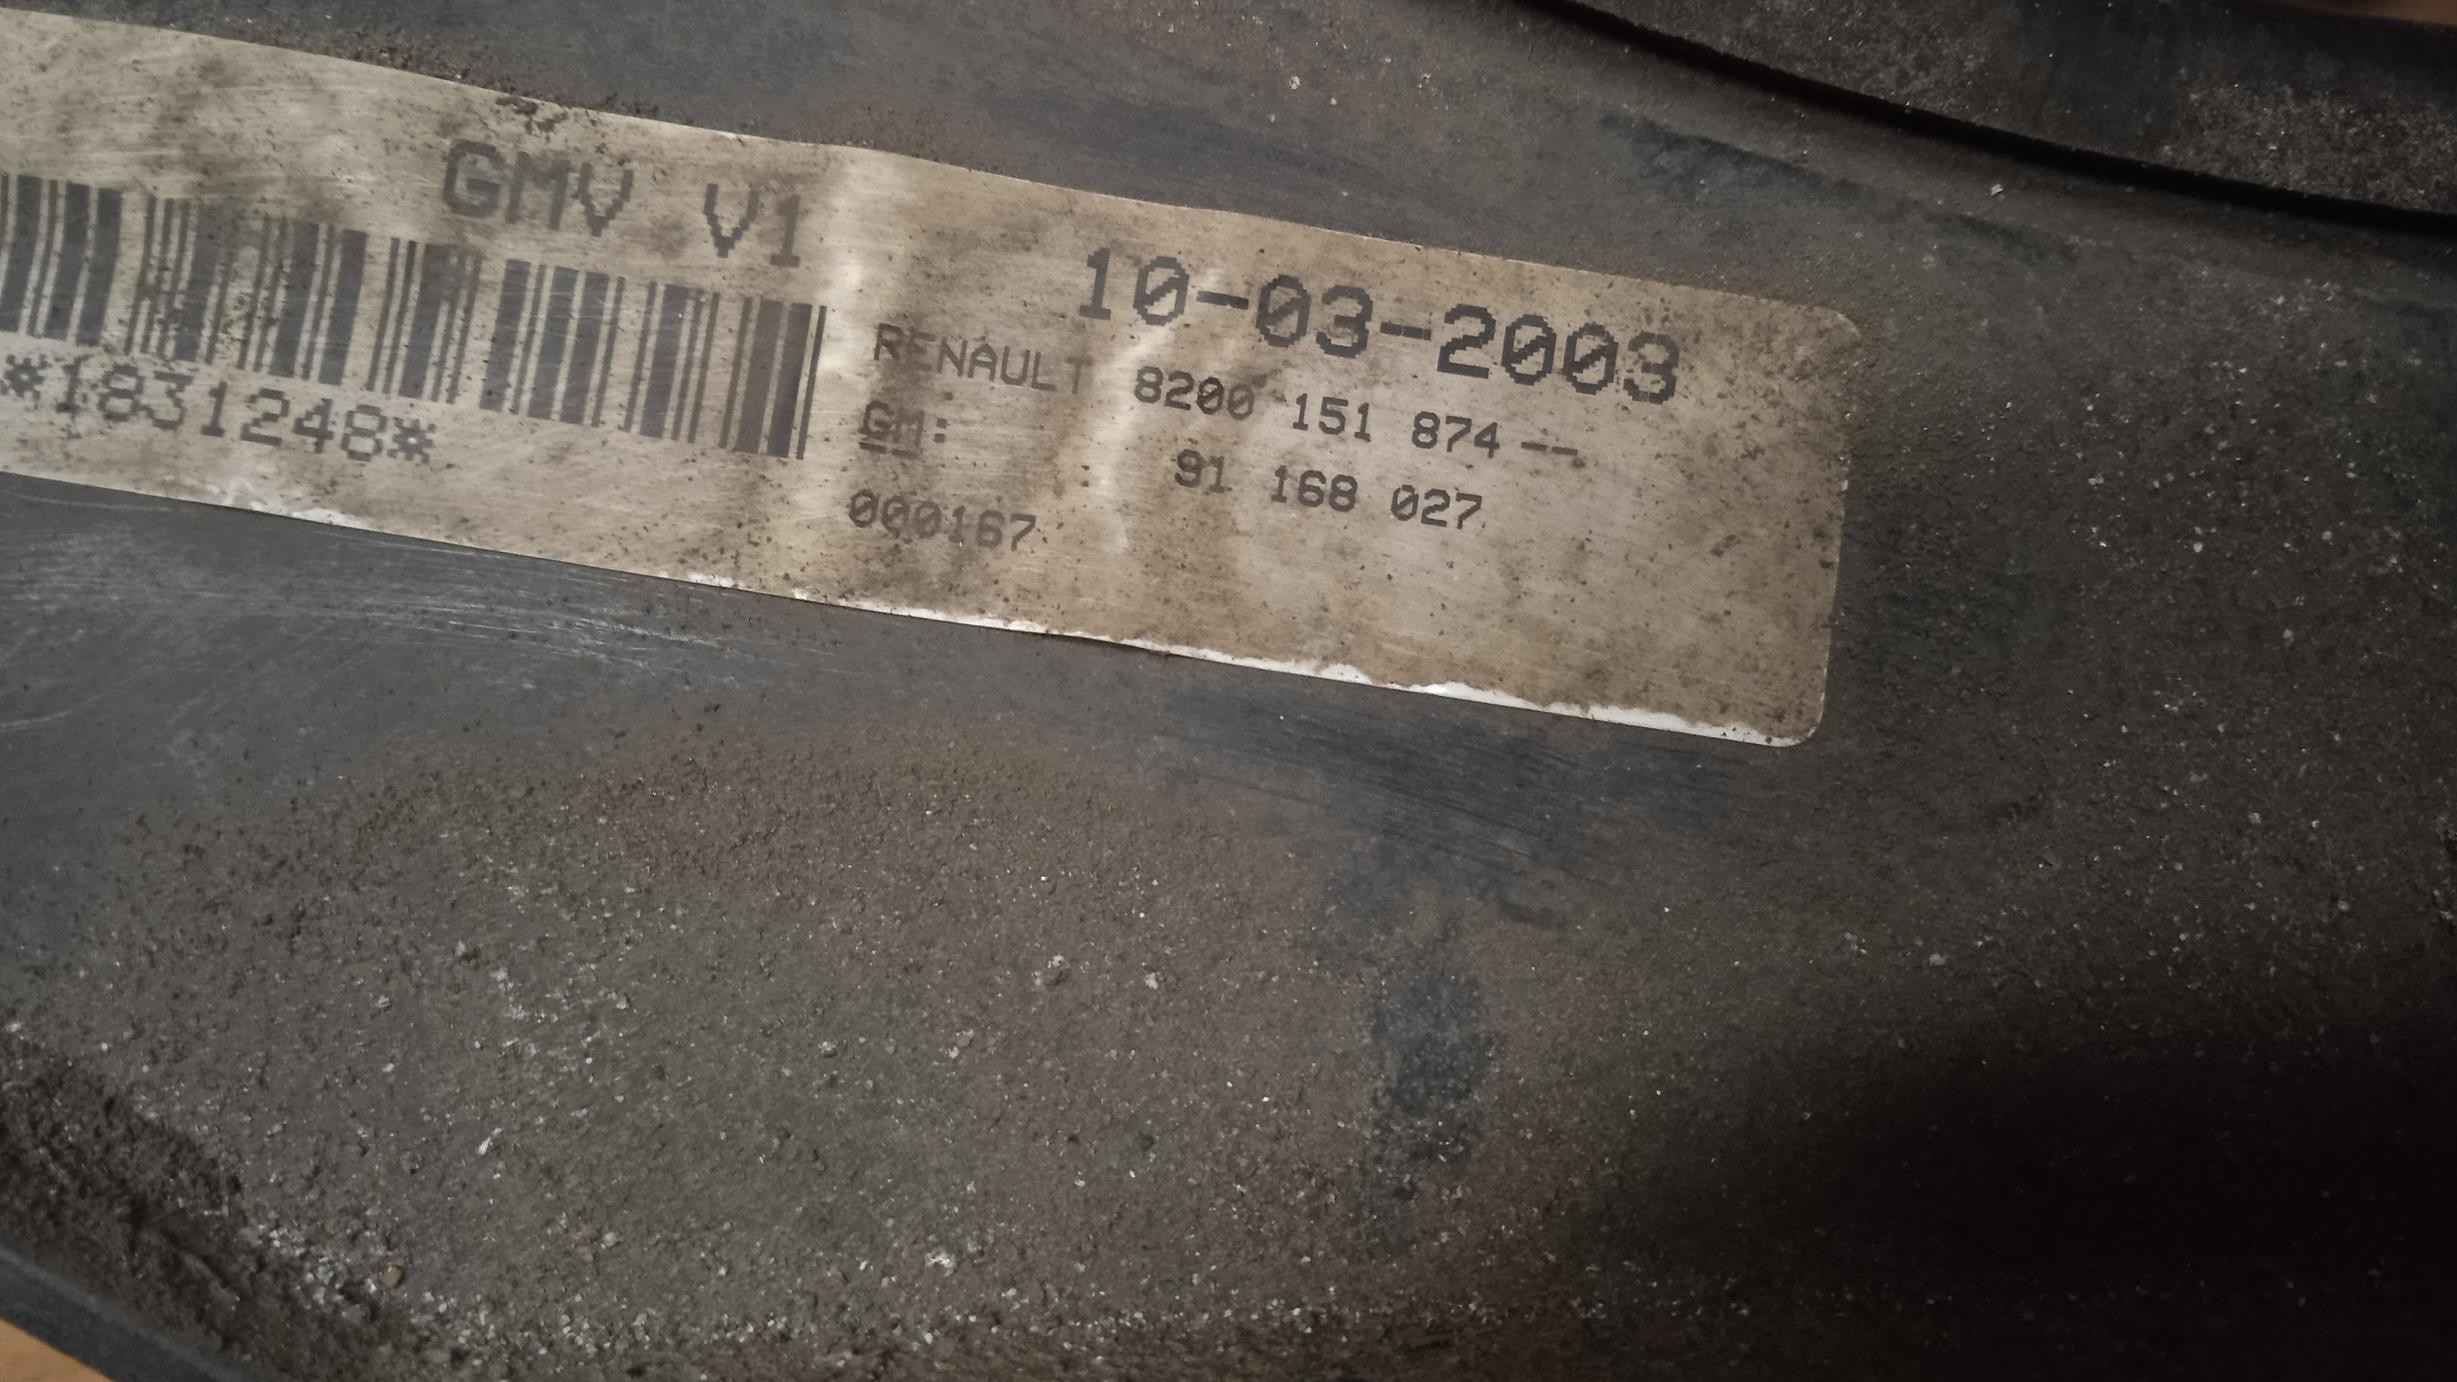 GMV V1
*1831248*
10-03-2003
RENAULT 8200 151 874 --
GM: 91 168 027
000167